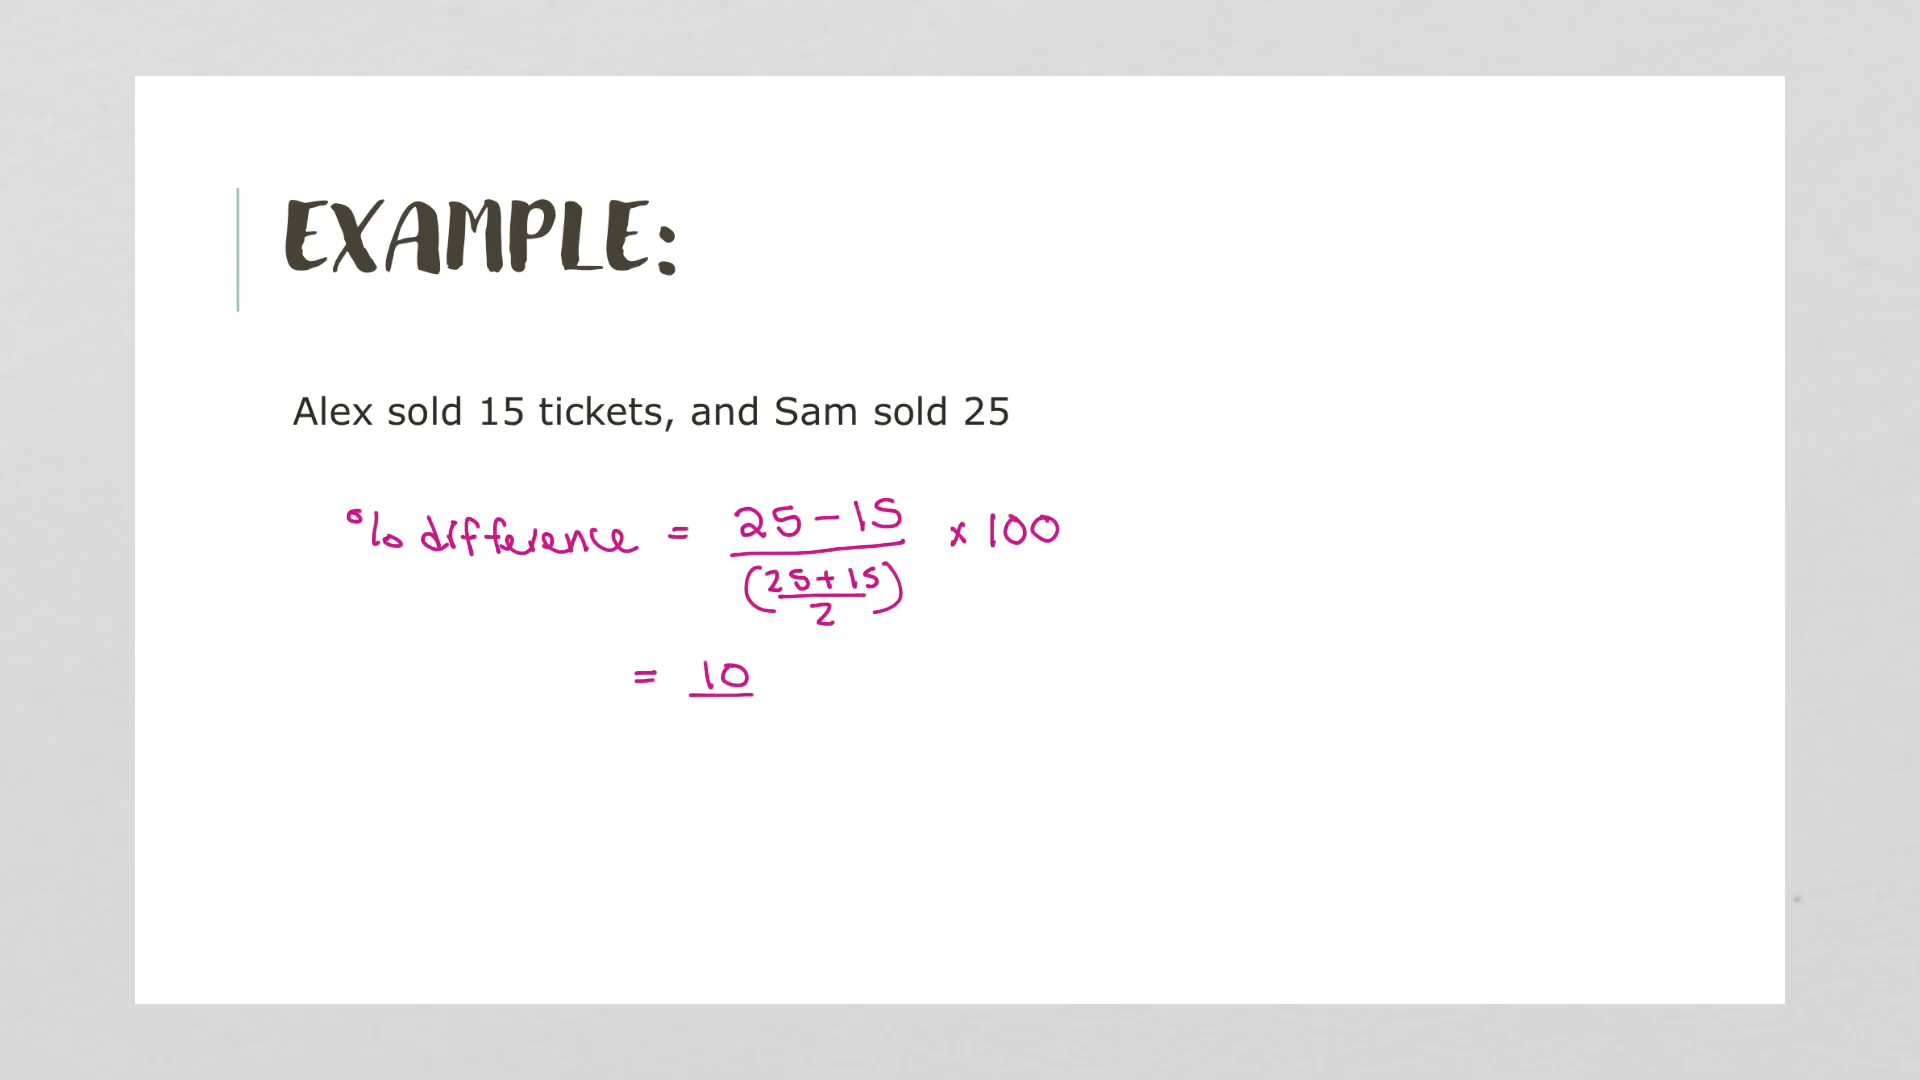 EXAMPLE:
Alex sold 15 tickets, and Sam sold 25
% difference = 25-15 x 100
(25+15)
2
= 10